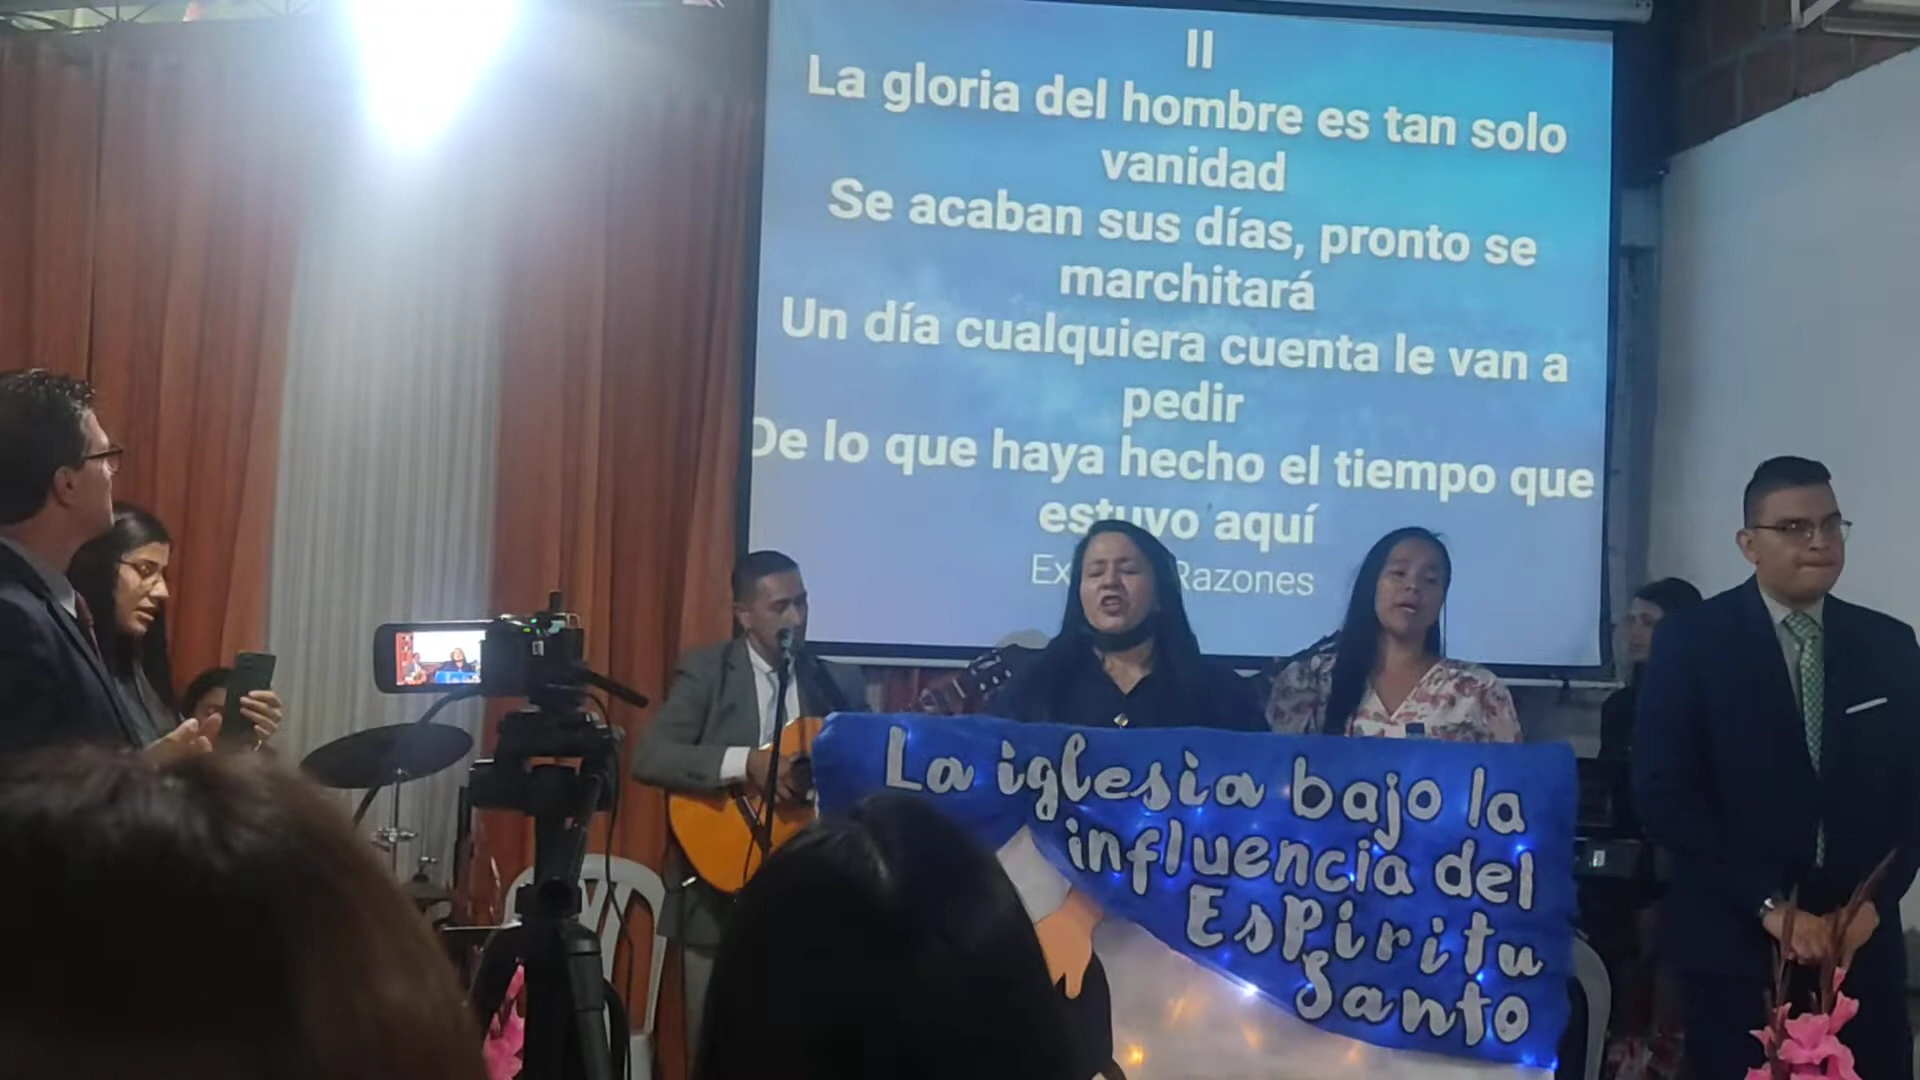 II
La gloria del hombre es tan solo
vanidad
Se acaban sus días, pronto se
marchitará
Un día cualquiera cuenta le van a
pedir
De lo que haya hecho el tiempo que
estuvo aquí
Razones
La iglesia bajo la
influencia del
Espiritu
Santo